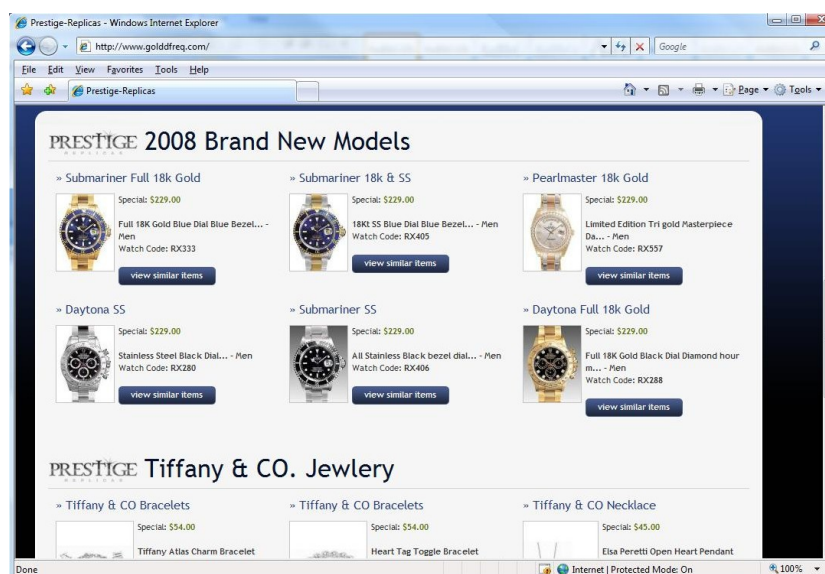 Prestige-Replicas - Windows Internet Explorer
http://www.golddfreq.com/
Google
File Edit View Favorites Tools Help
Prestige-Replicas
Page Tools
PRESTIGE REPLICAS 2008 Brand New Models
» Submariner Full 18k Gold
Special: $229.00
Full 18K Gold Blue Dial Blue Bezel... -
Men
Watch Code: RX333
view similar items
» Submariner 18k & SS
Special: $229.00
18Kt SS Blue Dial Blue Bezel... - Men
Watch Code: RX405
view similar items
» Pearlmaster 18k Gold
Special: $229.00
Limited Edition Tri gold Masterpiece
Da... - Men
Watch Code: RX557
view similar items
» Daytona SS
Special: $229.00
Stainless Steel Black Dial... - Men
Watch Code: RX280
view similar items
» Submariner SS
Special: $229.00
All Stainless Black bezel dial... - Men
Watch Code: RX406
view similar items
» Daytona Full 18k Gold
Special: $229.00
Full 18K Gold Black Dial Diamond hour
m... - Men
Watch Code: RX288
view similar items
PRESTIGE REPLICAS Tiffany & CO. Jewlery
» Tiffany & CO Bracelets
Special: $54.00
Tiffany Atlas Charm Bracelet
» Tiffany & CO Bracelets
Special: $54.00
Heart Tag Toggle Bracelet
» Tiffany & CO Necklace
Special: $45.00
Elsa Peretti Open Heart Pendant
Done
Internet | Protected Mode: On
100%